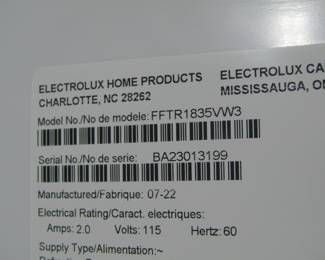 ELECTROLUX HOME PRODUCTS
CHARLOTTE, NC 28262
ELECTROLUX CA
MISSISSAUGA, ON
Model No./No de modele: FFTR1835VW3
Serial No./No de serie: BA23013199
Manufactured/Fabrique: 07-22
Electrical Rating/Caract. electriques:
Amps: 2.0 Volts: 115 Hertz: 60
Supply Type/Alimentation:~